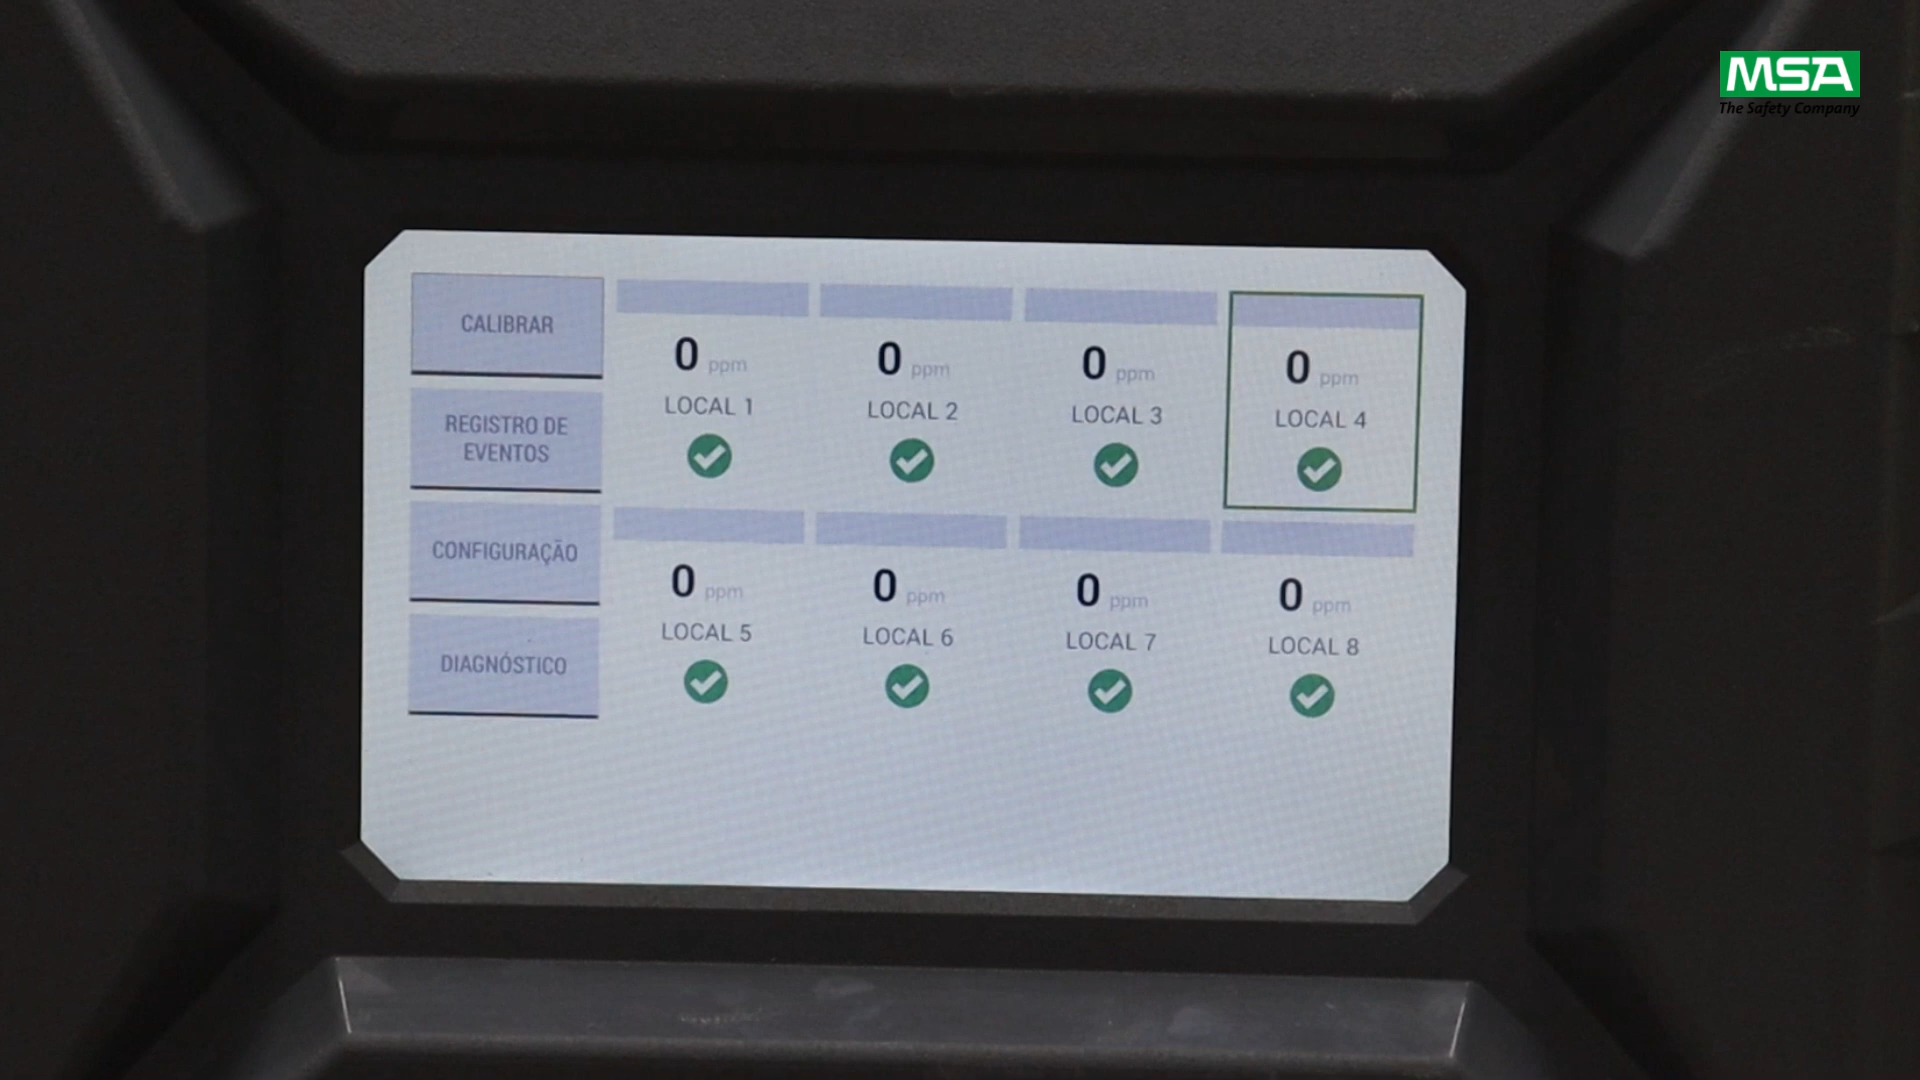 MSA
The Safety Company
CALIBRAR
REGISTRO DE
EVENTOS
CONFIGURAÇÃO
DIAGNÓSTICO
0 ppm
LOCAL 1
0 ppm
LOCAL 2
0 ppm
LOCAL 3
0 ppm
LOCAL 4
0 ppm
LOCAL 5
0 ppm
LOCAL 6
0 ppm
LOCAL 7
0 ppm
LOCAL 8